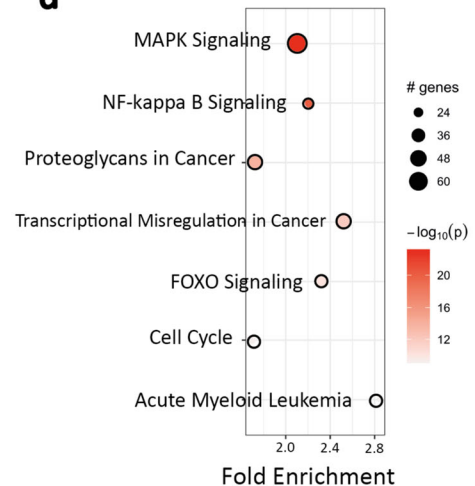 d
MAPK Signaling
NF-kappa B Signaling
Proteoglycans in Cancer
Transcriptional Misregulation in Cancer
FOXO Signaling
Cell Cycle
Acute Myeloid Leukemia
2.0 2.4 2.8
Fold Enrichment
# genes
24
36
48
60
−log₁₀(p)
20
16
12